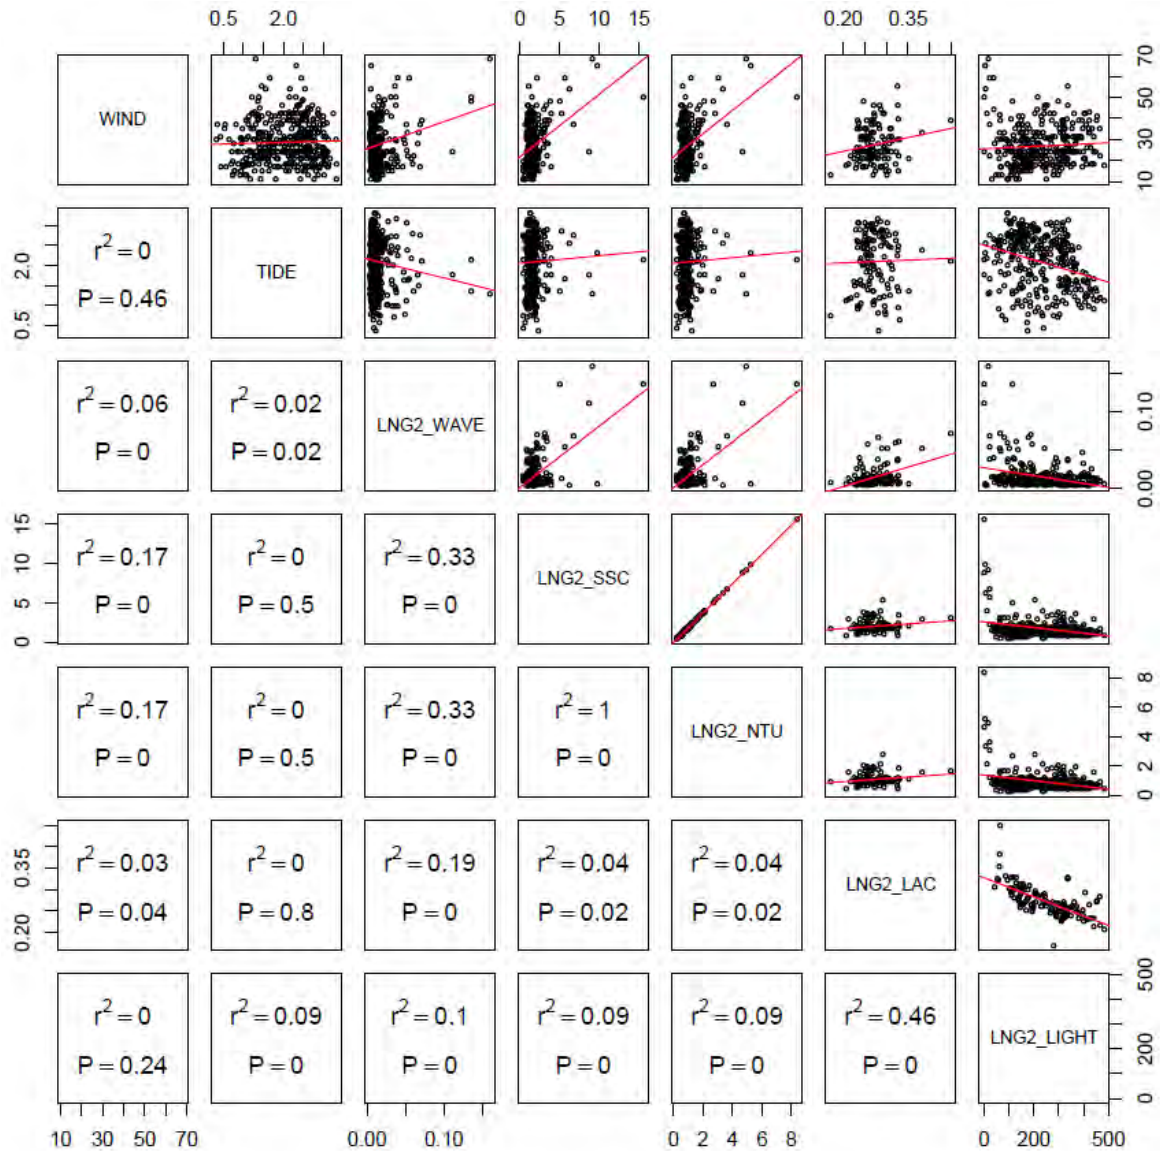 0.5 2.0 0 5 10 15 0.20 0.35
WIND
10 30 50 70
r² = 0
P = 0.46
TIDE
0.5 2.0
r² = 0.06
P = 0
r² = 0.02
P = 0.02
LNG2_WAVE
0.00 0.10
r² = 0.17
P = 0
r² = 0
P = 0.5
r² = 0.33
P = 0
LNG2_SSC
0 5 10 15
r² = 0.17
P = 0
r² = 0
P = 0.5
r² = 0.33
P = 0
r² = 1
P = 0
LNG2_NTU
0 2 4 6 8
r² = 0.03
P = 0.04
r² = 0
P = 0.8
r² = 0.19
P = 0
r² = 0.04
P = 0.02
r² = 0.04
P = 0.02
LNG2_LAC
0.20 0.35
r² = 0
P = 0.24
r² = 0.09
P = 0
r² = 0.1
P = 0
r² = 0.09
P = 0
r² = 0.09
P = 0
r² = 0.46
P = 0
LNG2_LIGHT
0 200 500
10 30 50 70 0.00 0.10 0 2 4 6 8 0 200 500